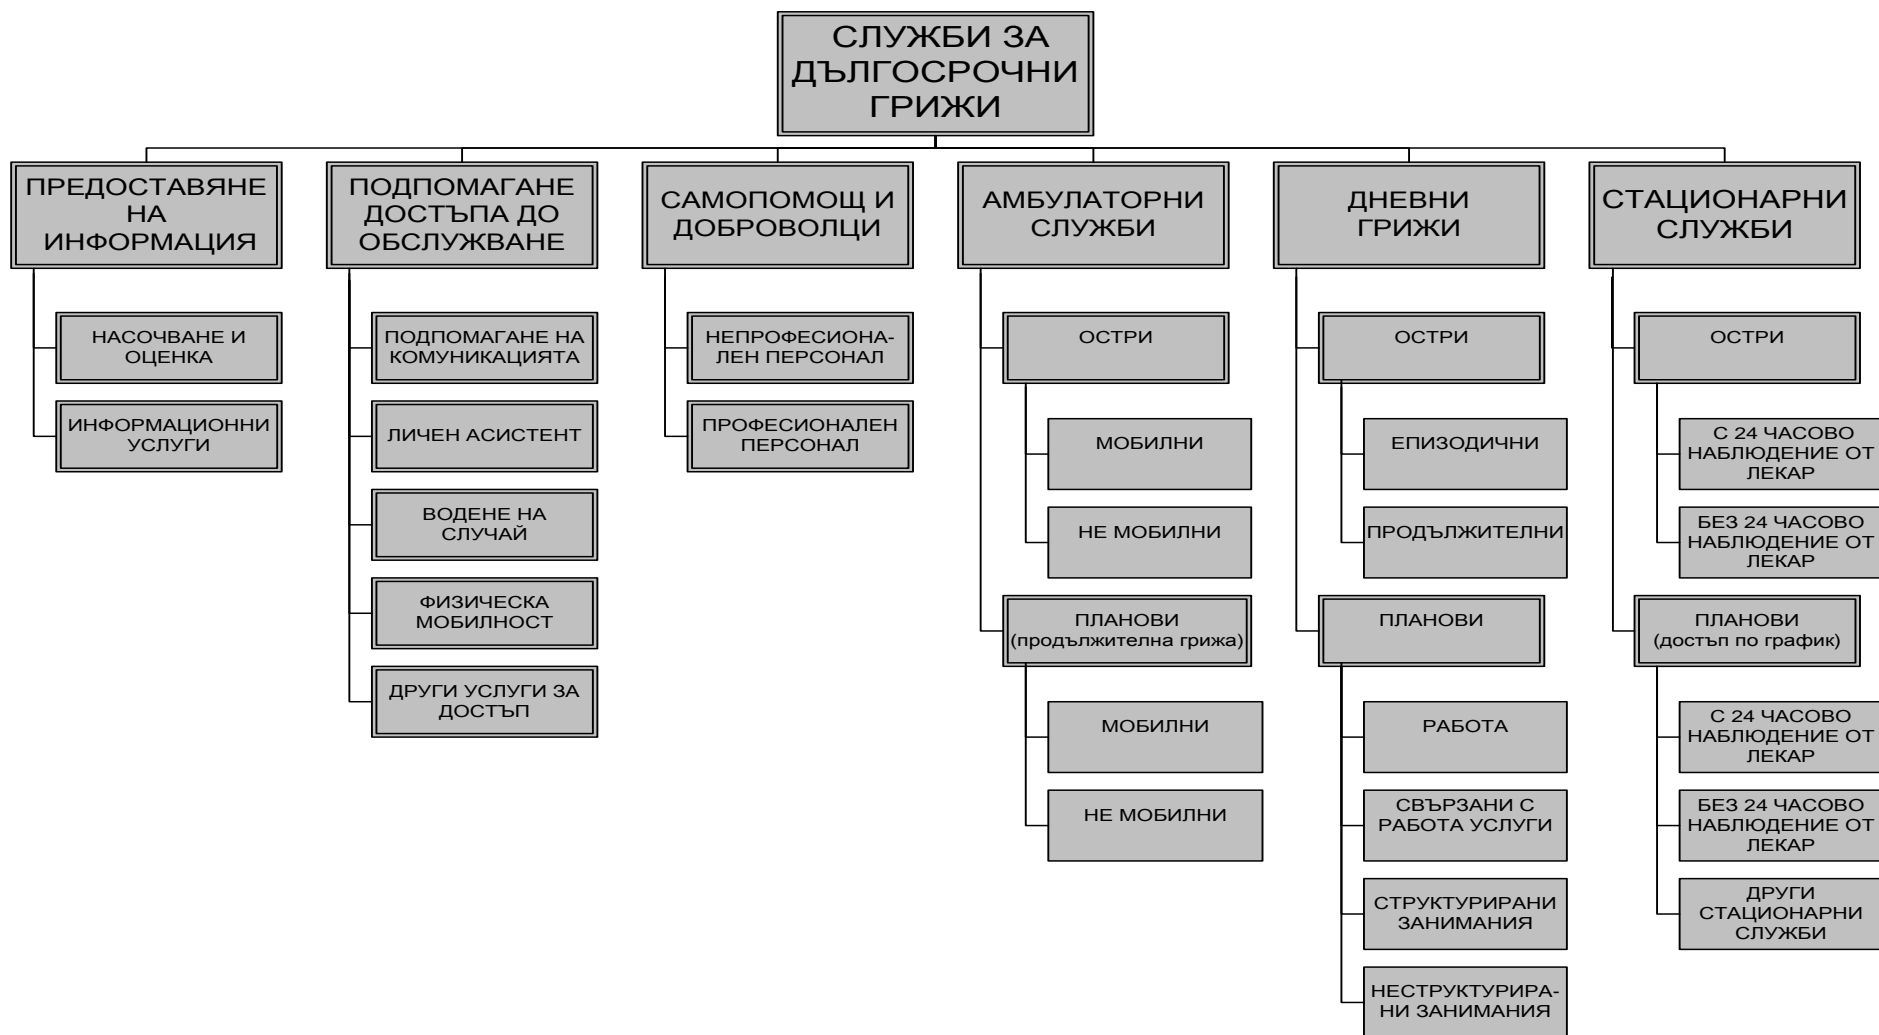 СЛУЖБИ ЗА
ДЪЛГОСРОЧНИ
ГРИЖИ
ПРЕДОСТАВЯНЕ
НА
ИНФОРМАЦИЯ
НАСОЧВАНЕ И
ОЦЕНКА
ИНФОРМАЦИОННИ
УСЛУГИ
ПОДПОМАГАНЕ
ДОСТЪПА ДО
ОБСЛУЖВАНЕ
ПОДПОМАГАНЕ НА
КОМУНИКАЦИЯТА
ЛИЧЕН АСИСТЕНТ
ВОДЕНЕ НА
СЛУЧАЙ
ФИЗИЧЕСКА
МОБИЛНОСТ
ДРУГИ УСЛУГИ ЗА
ДОСТЪП
САМОПОМОЩ И
ДОБРОВОЛЦИ
НЕПРОФЕСИОНА-
ЛЕН ПЕРСОНАЛ
ПРОФЕСИОНАЛЕН
ПЕРСОНАЛ
АМБУЛАТОРНИ
СЛУЖБИ
ОСТРИ
МОБИЛНИ
НЕ МОБИЛНИ
ПЛАНОВИ
(продължителна грижа)
МОБИЛНИ
НЕ МОБИЛНИ
ДНЕВНИ
ГРИЖИ
ОСТРИ
ЕПИЗОДИЧНИ
ПРОДЪЛЖИТЕЛНИ
ПЛАНОВИ
РАБОТА
СВЪРЗАНИ С
РАБОТА УСЛУГИ
СТРУКТУРИРАНИ
ЗАНИМАНИЯ
НЕСТРУКТУРИРА-
НИ ЗАНИМАНИЯ
СТАЦИОНАРНИ
СЛУЖБИ
ОСТРИ
С 24 ЧАСОВО
НАБЛЮДЕНИЕ ОТ
ЛЕКАР
БЕЗ 24 ЧАСОВО
НАБЛЮДЕНИЕ ОТ
ЛЕКАР
ПЛАНОВИ
(достъп по график)
С 24 ЧАСОВО
НАБЛЮДЕНИЕ ОТ
ЛЕКАР
БЕЗ 24 ЧАСОВО
НАБЛЮДЕНИЕ ОТ
ЛЕКАР
ДРУГИ
СТАЦИОНАРНИ
СЛУЖБИ